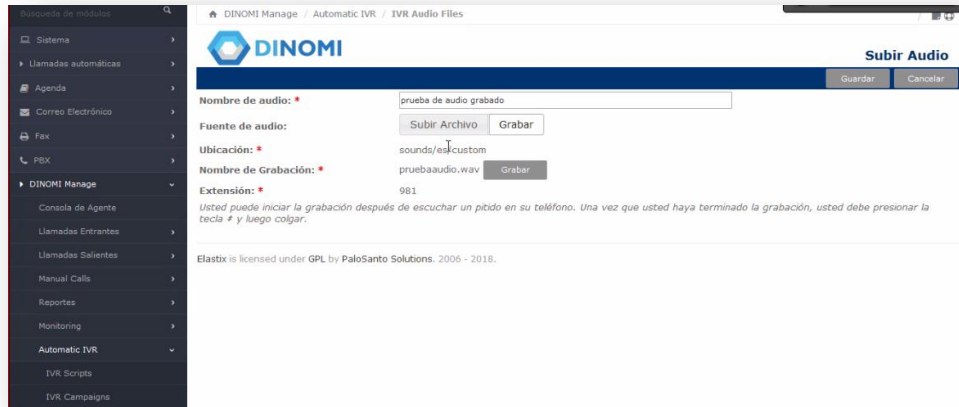 Búsqueda de módulos
Sistema
Llamadas automáticas
Agenda
Correo Electrónico
Fax
PBX
DINOMI Manage
Consola de Agente
Llamadas Entrantes
Llamadas Salientes
Manual Calls
Reportes
Monitoring
Automatic IVR
IVR Scripts
IVR Campaigns
DINOMI Manage / Automatic IVR / IVR Audio Files
DINOMI
Subir Audio
Guardar Cancelar
Nombre de audio: * prueba de audio grabado
Fuente de audio: Subir Archivo Grabar
Ubicación: * sounds/es/custom
Nombre de Grabación: * pruebaaudio.wav Grabar
Extensión: * 981
Usted puede iniciar la grabación después de escuchar un pitido en su teléfono. Una vez que usted haya terminado la grabación, usted debe presionar la
tecla # y luego colgar.
Elastix is licensed under GPL by PaloSanto Solutions. 2006 - 2018.